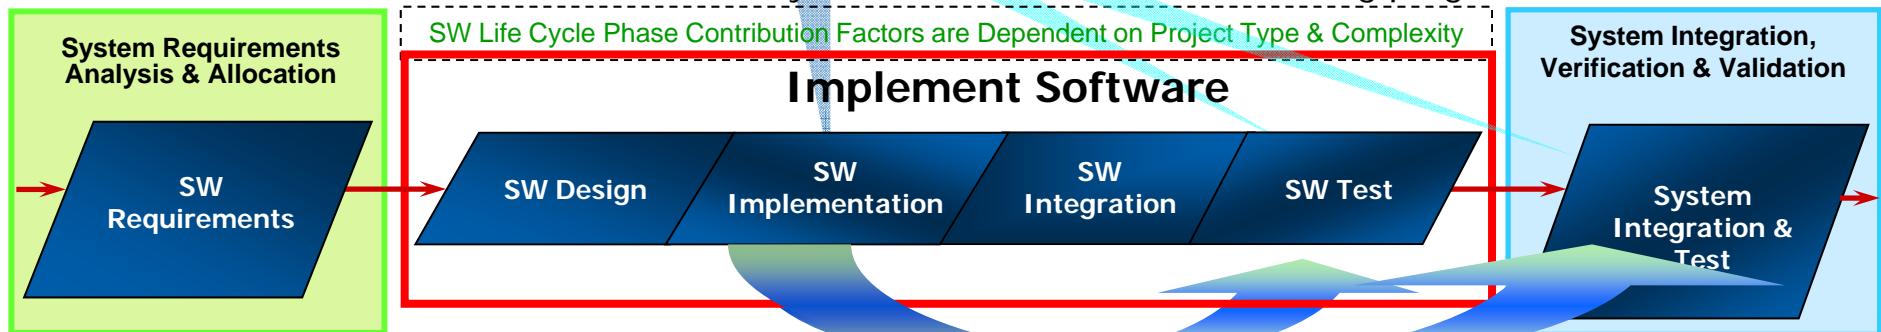 SW Life Cycle Phase Contribution Factors are Dependent on Project Type & Complexity
System Requirements
Analysis & Allocation
Implement Software
System Integration,
Verification & Validation
SW
Requirements
SW Design
SW
Implementation
SW
Integration
SW Test
System
Integration &
Test